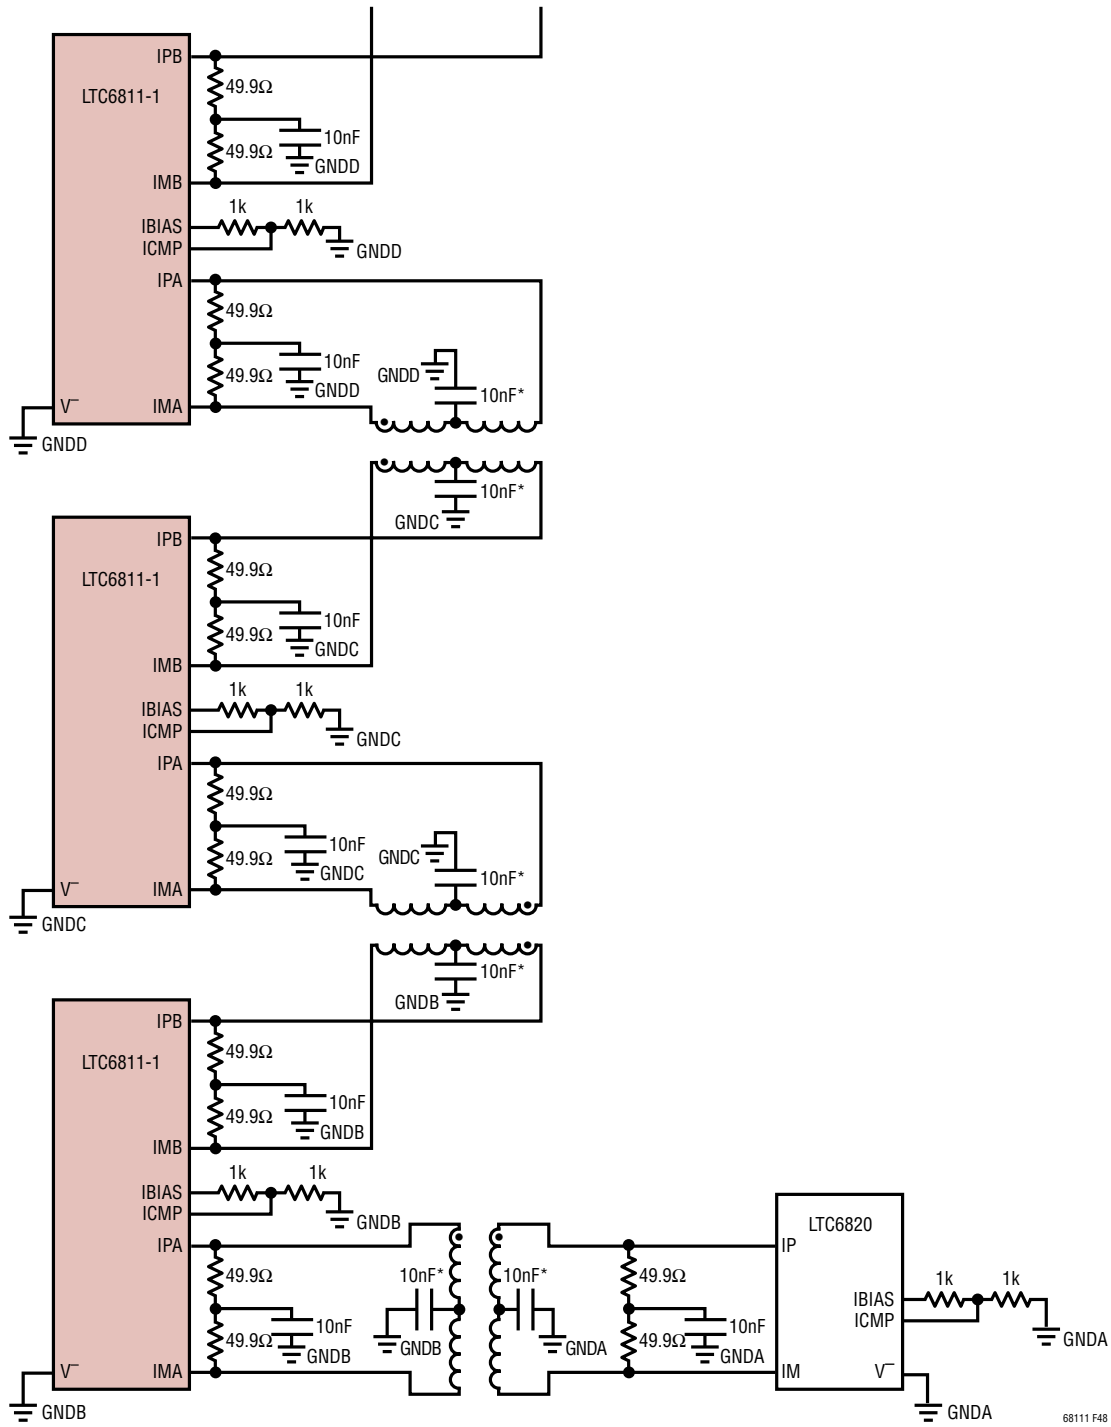 IPB
LTC6811-1
49.9Ω
10nF
49.9Ω
GNDD
IMB
1k
1k
IBIAS
ICMP
GNDD
IPA
49.9Ω
10nF
49.9Ω
GNDD
GNDD
10nF*
V–
IMA
GNDD
10nF*
GNDC
IPB
LTC6811-1
49.9Ω
10nF
49.9Ω
GNDC
IMB
1k
1k
IBIAS
ICMP
GNDC
IPA
49.9Ω
10nF
49.9Ω
GNDC
GNDC
10nF*
V–
IMA
GNDC
10nF*
GNDB
IPB
LTC6811-1
49.9Ω
10nF
49.9Ω
GNDB
IMB
1k
1k
IBIAS
ICMP
GNDB
IPA
49.9Ω
10nF
49.9Ω
GNDB
10nF*
GNDB
10nF*
GNDA
V–
IMA
GNDB
49.9Ω
10nF
49.9Ω
GNDA
LTC6820
IP
1k
1k
IBIAS
ICMP
GNDA
IM
V–
GNDA
68111 F48